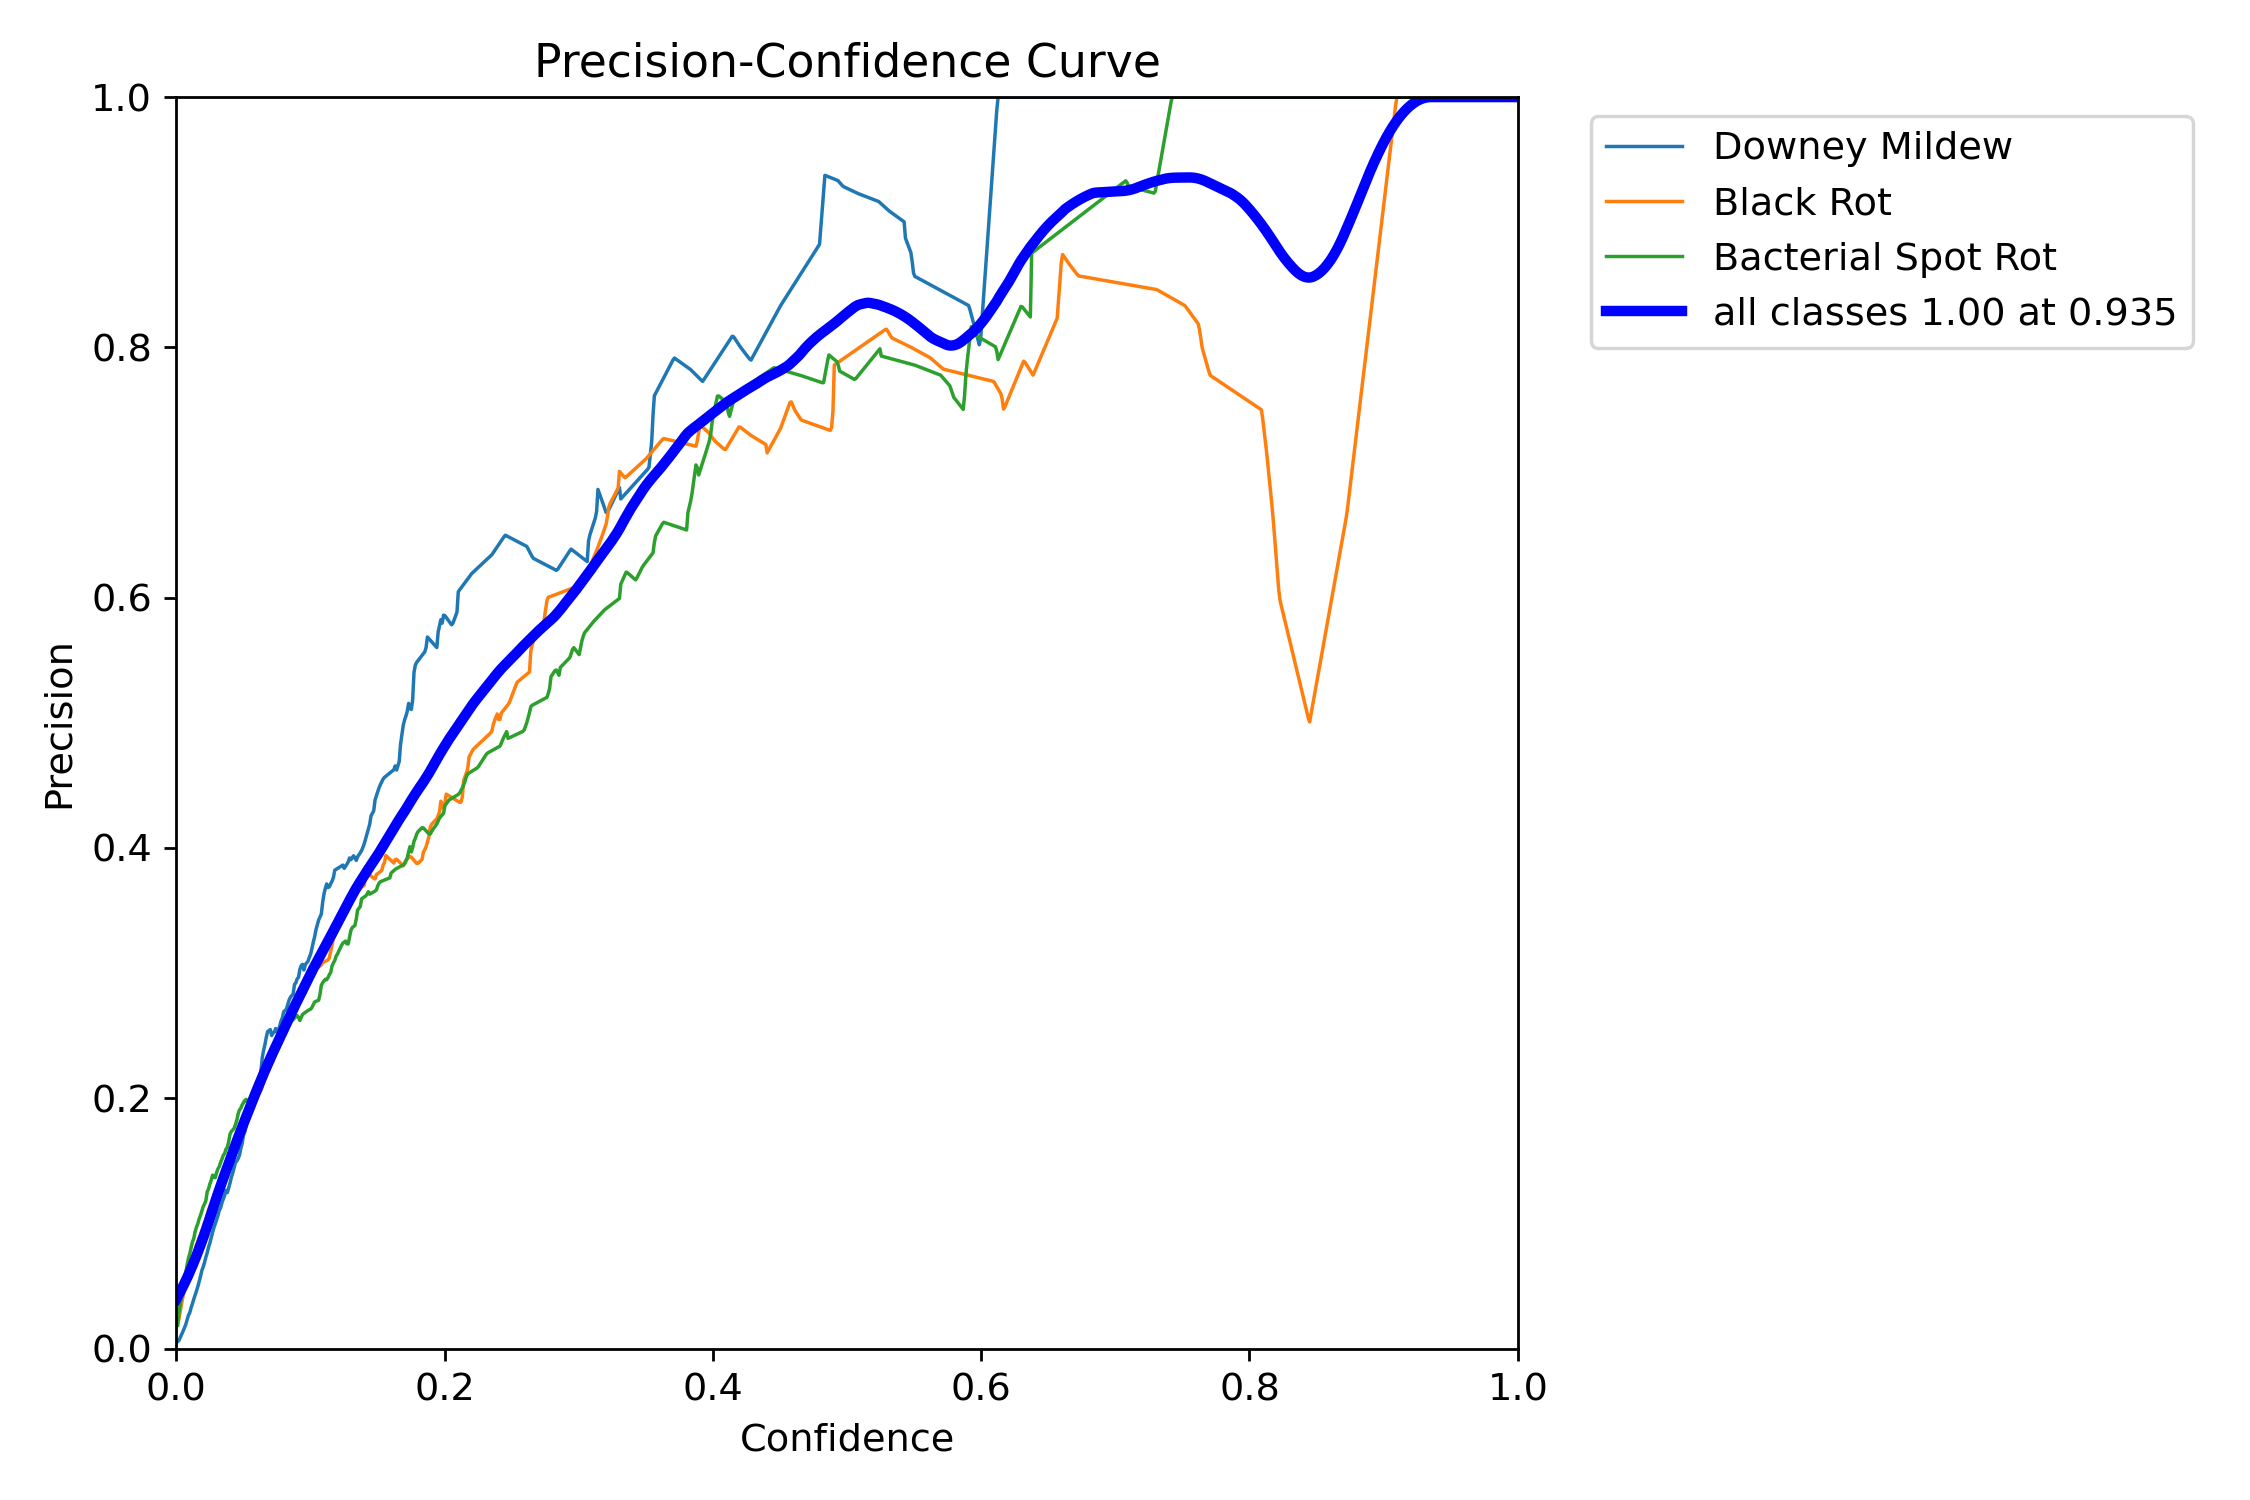 Precision-Confidence Curve
1.0
0.8
0.6
0.4
0.2
0.0
Precision
0.0 0.2 0.4 0.6 0.8 1.0
Confidence
Downey Mildew
Black Rot
Bacterial Spot Rot
all classes 1.00 at 0.935